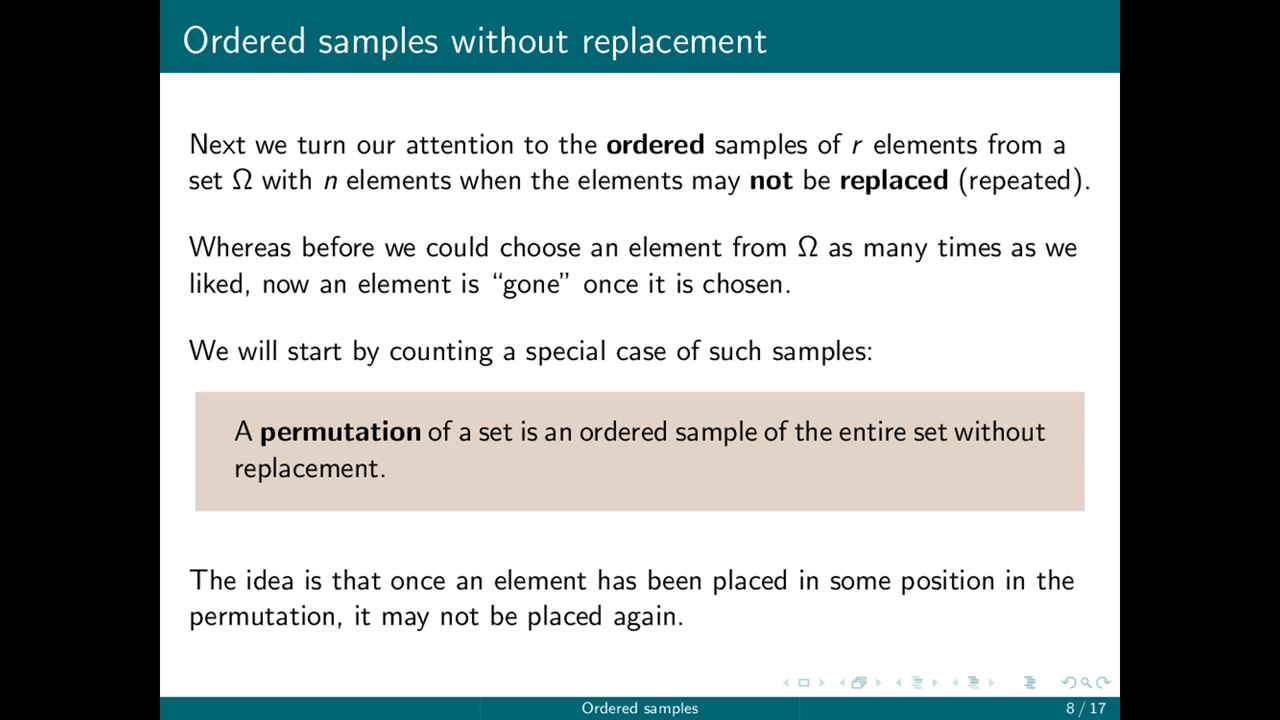 Ordered samples without replacement
Next we turn our attention to the ordered samples of r elements from a
set Ω with n elements when the elements may not be replaced (repeated).
Whereas before we could choose an element from Ω as many times as we
liked, now an element is “gone” once it is chosen.
We will start by counting a special case of such samples:
A permutation of a set is an ordered sample of the entire set without
replacement.
The idea is that once an element has been placed in some position in the
permutation, it may not be placed again.
Ordered samples
8 / 17